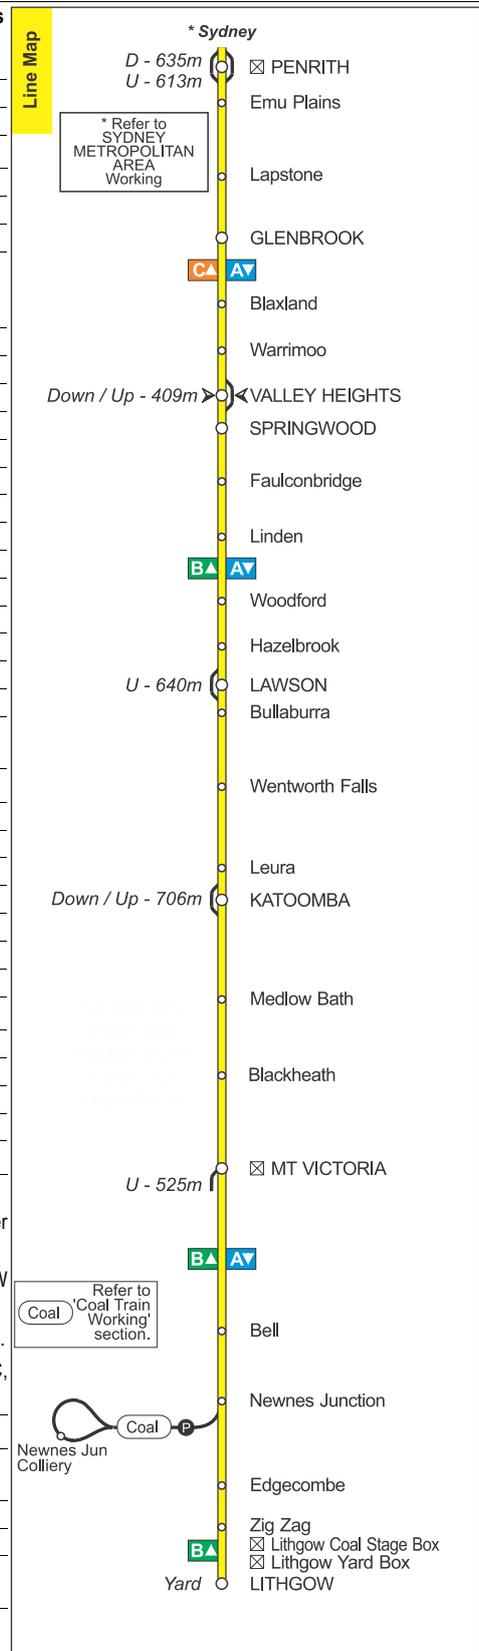 s
Line Map
* Sydney
D - 635m
U - 613m
PENRITH
Emu Plains
* Refer to
SYDNEY
METROPOLITAN
AREA
Working
Lapstone
GLENBROOK
C▲ A▼
Blaxland
Warrimoo
Down / Up - 409m
VALLEY HEIGHTS
SPRINGWOOD
Faulconbridge
Linden
B▲ A▼
Woodford
Hazelbrook
U - 640m
LAWSON
Bullaburra
Wentworth Falls
Leura
Down / Up - 706m
KATOOMBA
Medlow Bath
Blackheath
MT VICTORIA
U - 525m
er
B▲ A▼
W
Coal
Refer to
'Coal Train
Working'
section.
.
Bell
Newnes Junction
Coal
P
Newnes Jun
Colliery
Edgecombe
Zig Zag
Lithgow Coal Stage Box
B▲
Lithgow Yard Box
Yard
LITHGOW